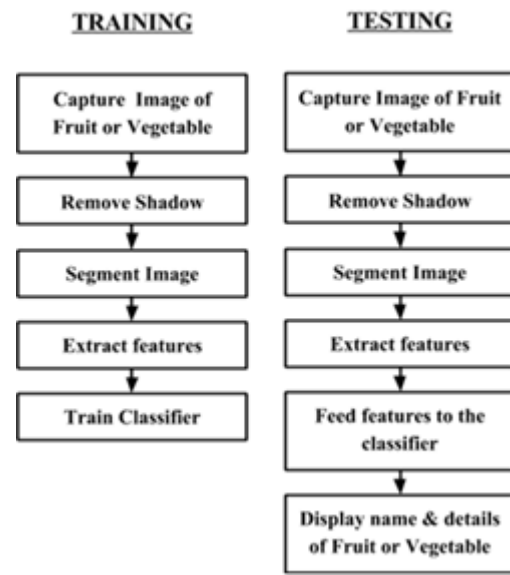 TRAINING
Capture Image of
Fruit or Vegetable
Remove Shadow
Segment Image
Extract features
Train Classifier
TESTING
Capture Image of Fruit
or Vegetable
Remove Shadow
Segment Image
Extract features
Feed features to the
classifier
Display name & details
of Fruit or Vegetable